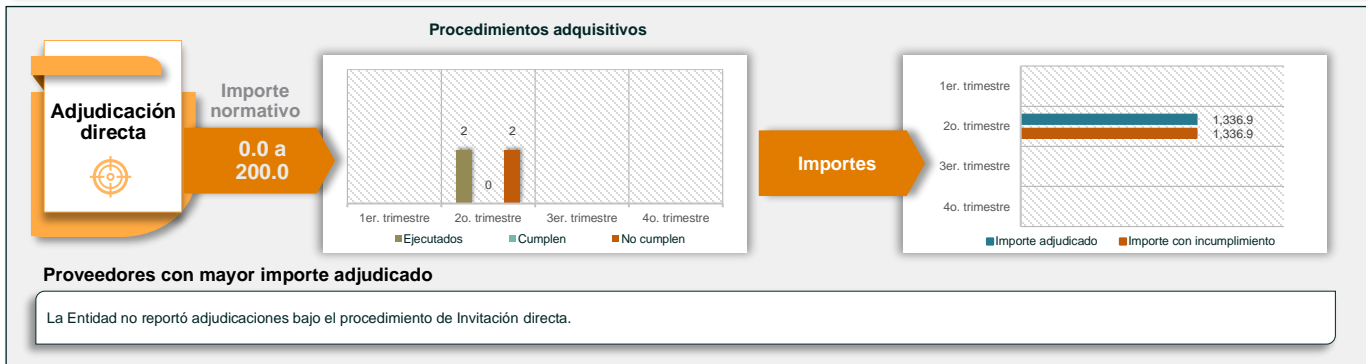 Procedimientos adquisitivos
Adjudicación
directa
Importe
normativo
0.0 a
200.0
2
0
2
1er. trimestre
2o. trimestre
3er. trimestre
4o. trimestre
Ejecutados
Cumplen
No cumplen
Importes
1er. trimestre
2o. trimestre
3er. trimestre
4o. trimestre
1,336.9
1,336.9
Importe adjudicado
Importe con incumplimiento
Proveedores con mayor importe adjudicado
La Entidad no reportó adjudicaciones bajo el procedimiento de Invitación directa.